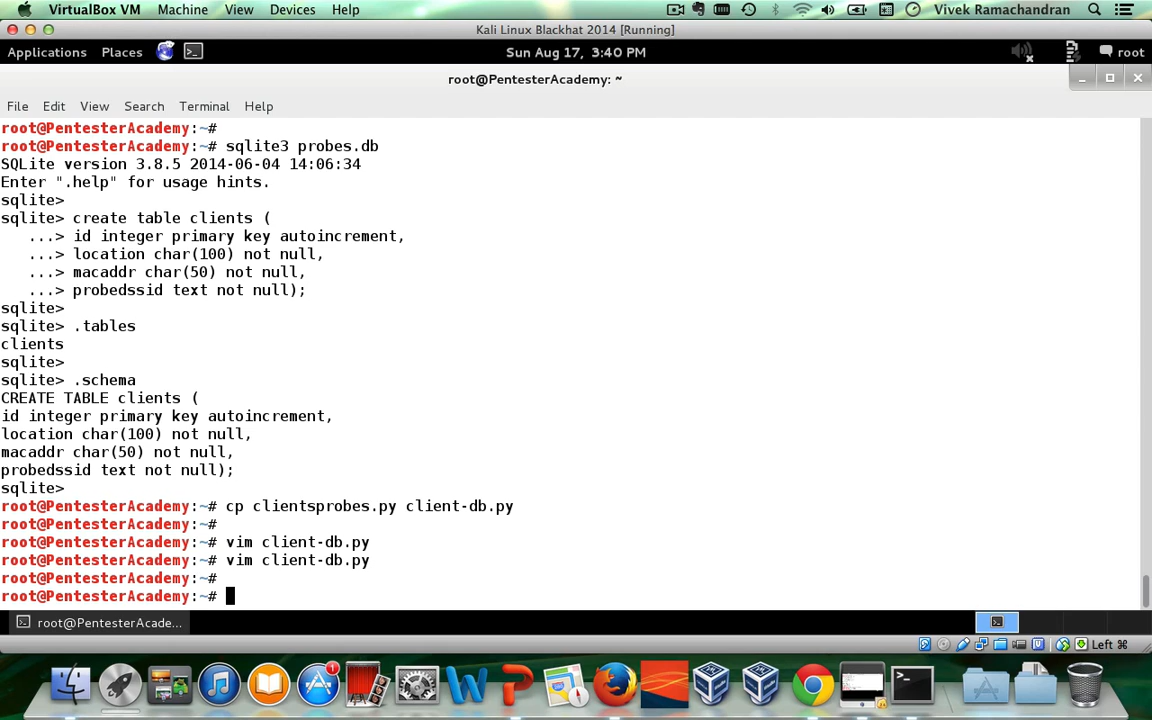 VirtualBox VM Machine View Devices Help Vivek Ramachandran
Kali Linux Blackhat 2014 [Running]
Applications Places Sun Aug 17, 3:40 PM root
root@PentesterAcademy: ~
File Edit View Search Terminal Help
root@PentesterAcademy:~#
root@PentesterAcademy:~# sqlite3 probes.db
SQLite version 3.8.5 2014-06-04 14:06:34
Enter ".help" for usage hints.
sqlite>
sqlite> create table clients (
...> id integer primary key autoincrement,
...> location char(100) not null,
...> macaddr char(50) not null,
...> probedssid text not null);
sqlite>
sqlite> .tables
clients
sqlite>
sqlite> .schema
CREATE TABLE clients (
id integer primary key autoincrement,
location char(100) not null,
macaddr char(50) not null,
probedssid text not null);
sqlite>
root@PentesterAcademy:~# cp clientsprobes.py client-db.py
root@PentesterAcademy:~#
root@PentesterAcademy:~# vim client-db.py
root@PentesterAcademy:~# vim client-db.py
root@PentesterAcademy:~#
root@PentesterAcademy:~#
root@PentesterAcade...
Left ⌘
1